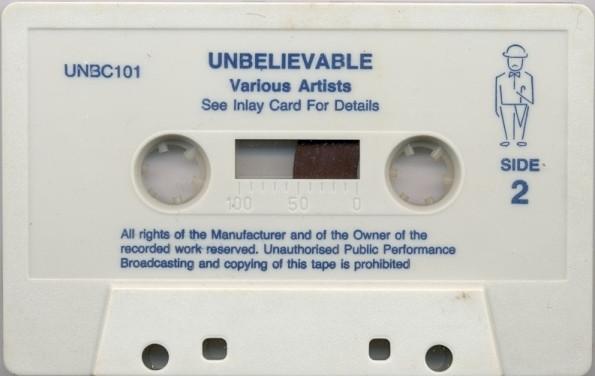 UNBC101
UNBELIEVABLE
Various Artists
See Inlay Card For Details
SIDE
2
100 50 0
All rights of the Manufacturer and of the Owner of the
recorded work reserved. Unauthorised Public Performance
Broadcasting and copying of this tape is prohibited